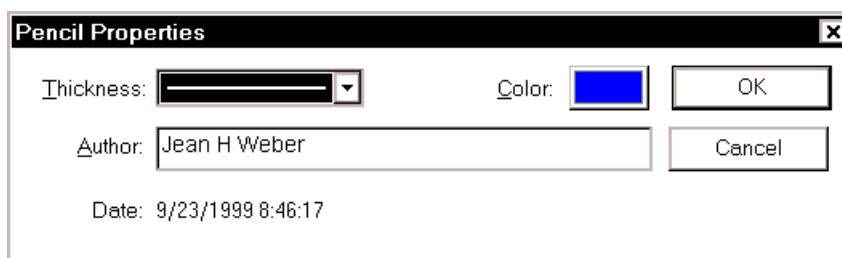 Pencil Properties
Thickness: Color: OK
Author: Jean H Weber Cancel
Date: 9/23/1999 8:46:17